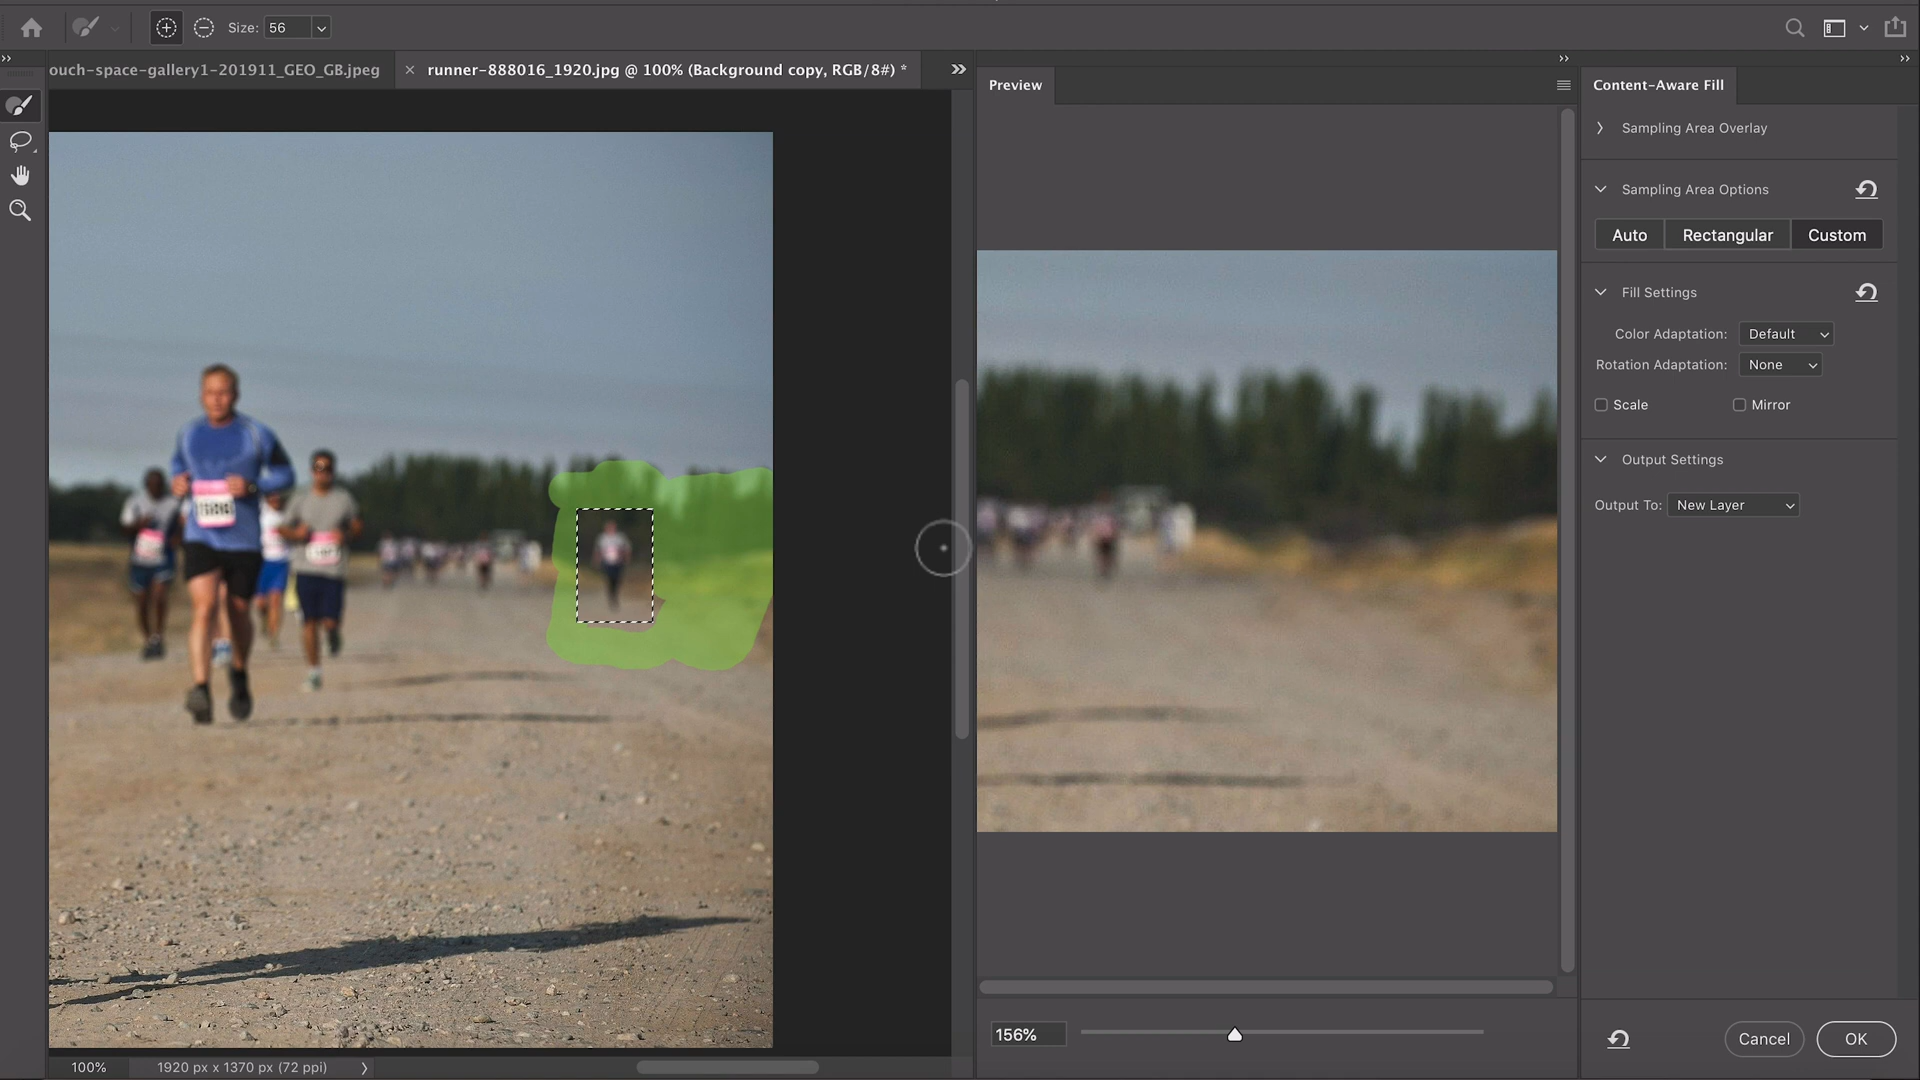 Size: 56
ouch-space-gallery1-201911_GEO_GB.jpeg
× runner-888016_1920.jpg @ 100% (Background copy, RGB/8#) *
Preview
Content-Aware Fill
Sampling Area Overlay
Sampling Area Options
Auto Rectangular Custom
Fill Settings
Color Adaptation: Default
Rotation Adaptation: None
Scale Mirror
Output Settings
Output To: New Layer
156%
Cancel OK
100% 1920 px x 1370 px (72 ppi)